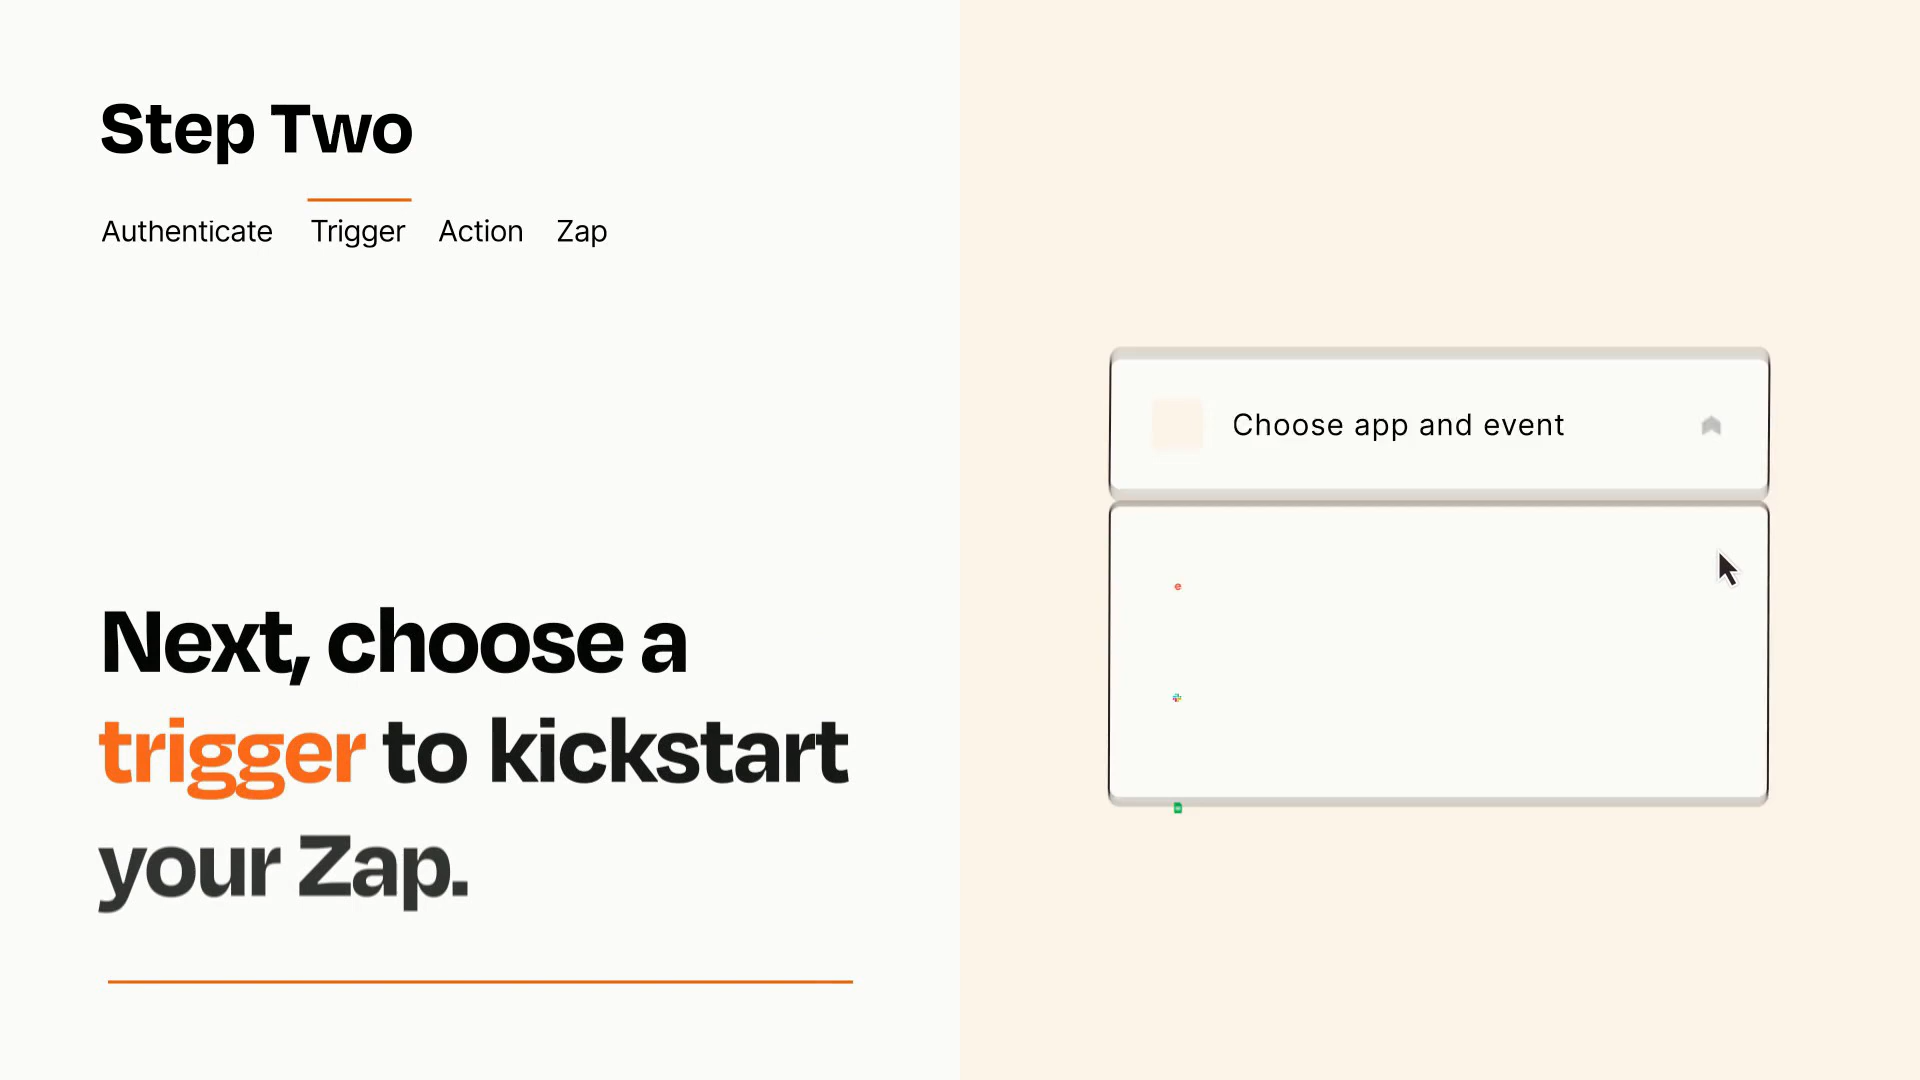 Step Two
Authenticate Trigger Action Zap
Next, choose a
trigger to kickstart
your Zap.
Choose app and event